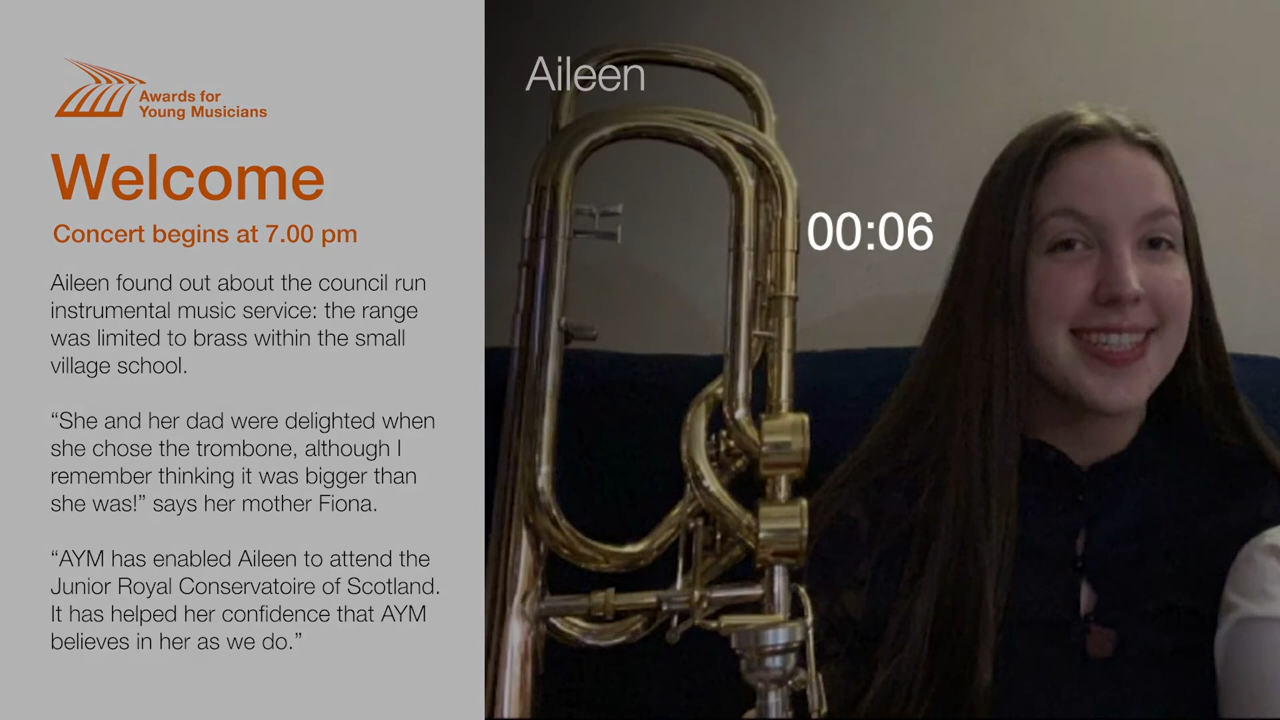 Awards for
Young Musicians
Welcome
Concert begins at 7.00 pm
Aileen found out about the council run
instrumental music service: the range
was limited to brass within the small
village school.
“She and her dad were delighted when
she chose the trombone, although I
remember thinking it was bigger than
she was!” says her mother Fiona.
“AYM has enabled Aileen to attend the
Junior Royal Conservatoire of Scotland.
It has helped her confidence that AYM
believes in her as we do.”
Aileen
00:06